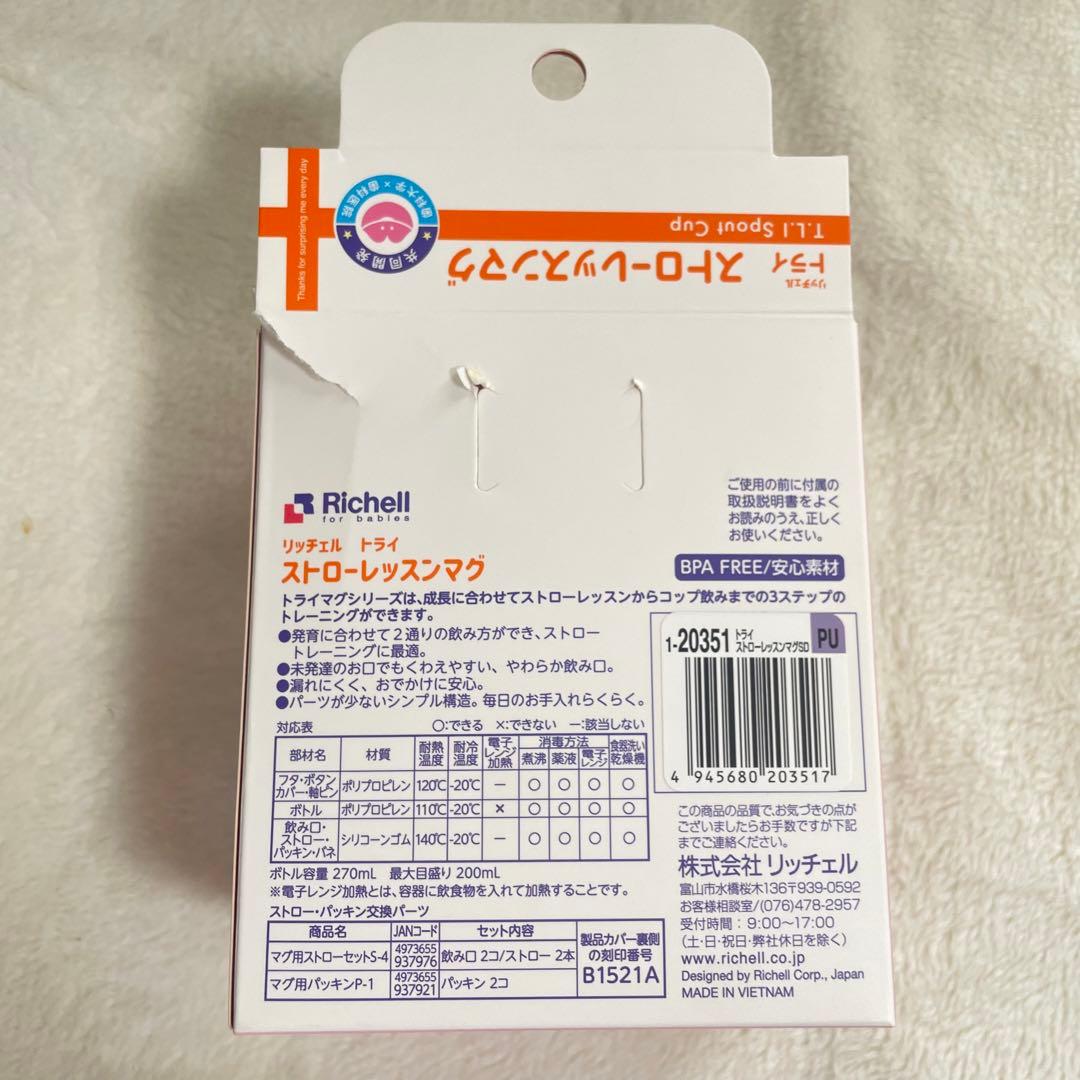 Thanks for surprising me every day
歯科大学×歯科医院
共同開発
T.L.I Spout Cup
リッチェル
トライ
ストローレッスンマグ
Richell
for babies
リッチェル トライ
ストローレッスンマグ
ご使用の前に付属の
取扱説明書をよく
お読みのうえ、正しく
お使いください。
BPA FREE/安心素材
トライマグシリーズは、成長に合わせてストローレッスンからコップ飲みまでの3ステップの
トレーニングができます。
●発育に合わせて2通りの飲み方ができ、ストロー
トレーニングに最適。
●未発達のお口でもくわえやすい、やわらか飲み口。
●漏れにくく、おでかけに安心。
●パーツが少ないシンプル構造。毎日のお手入れらくらく。
1-20351 トライ
ストローレッスンマグSD
PU
4 945680 203517
対応表 ○:できる ×:できない ー:該当しない
部材名 材質 耐熱温度 耐冷温度 電子レンジ加熱 消毒方法 煮沸 薬液 電子レンジ 食器洗い乾燥機
フタ・ボタン カバー・軸ピン ポリプロピレン 120℃ -20℃ ー ○ ○ ○ ○
ボトル ポリプロピレン 110℃ -20℃ × ○ ○ ○ ○
飲み口・ストロー・パッキン・バネ シリコーンゴム 140℃ -20℃ ー ○ ○ ○ ○
ボトル容量 270mL 最大目盛り 200mL
※電子レンジ加熱とは、容器に飲食物を入れて加熱することです。
ストロー・パッキン交換パーツ
商品名 JANコード セット内容
マグ用ストローセットS-4 4973655 937976 飲み口 2コ/ストロー 2本
マグ用パッキンP-1 4973655 937921 パッキン 2コ
製品カバー裏側
の刻印番号
B1521A
この商品の品質で、お気づきの点が
ございましたらお手数ですが下記
までご連絡ください。
株式会社 リッチェル
富山市水橋桜木136〒939-0592
お客様相談室/(076)478-2957
受付時間:9:00〜17:00
(土・日・祝日・弊社休日を除く)
www.richell.co.jp
Designed by Richell Corp., Japan
MADE IN VIETNAM